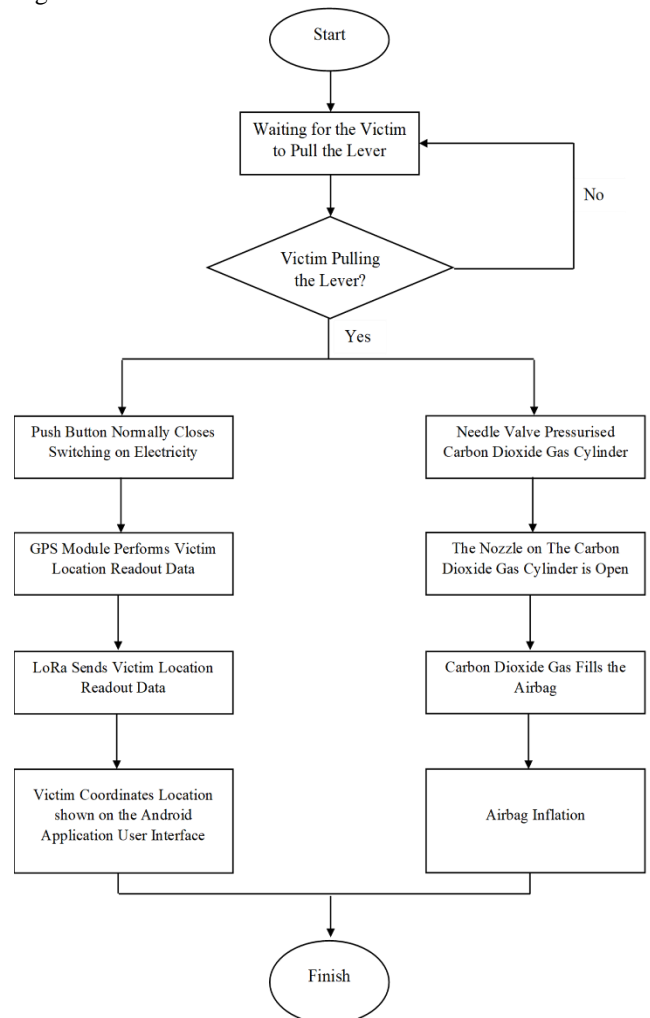 Start
Waiting for the Victim
to Pull the Lever
No
Victim Pulling
the Lever?
Yes
Push Button Normally Closes
Switching on Electricity
Needle Valve Pressurised
Carbon Dioxide Gas Cylinder
GPS Module Performs Victim
Location Readout Data
The Nozzle on The Carbon
Dioxide Gas Cylinder is Open
LoRa Sends Victim Location
Readout Data
Carbon Dioxide Gas Fills the
Airbag
Victim Coordinates Location
shown on the Android
Application User Interface
Airbag Inflation
Finish